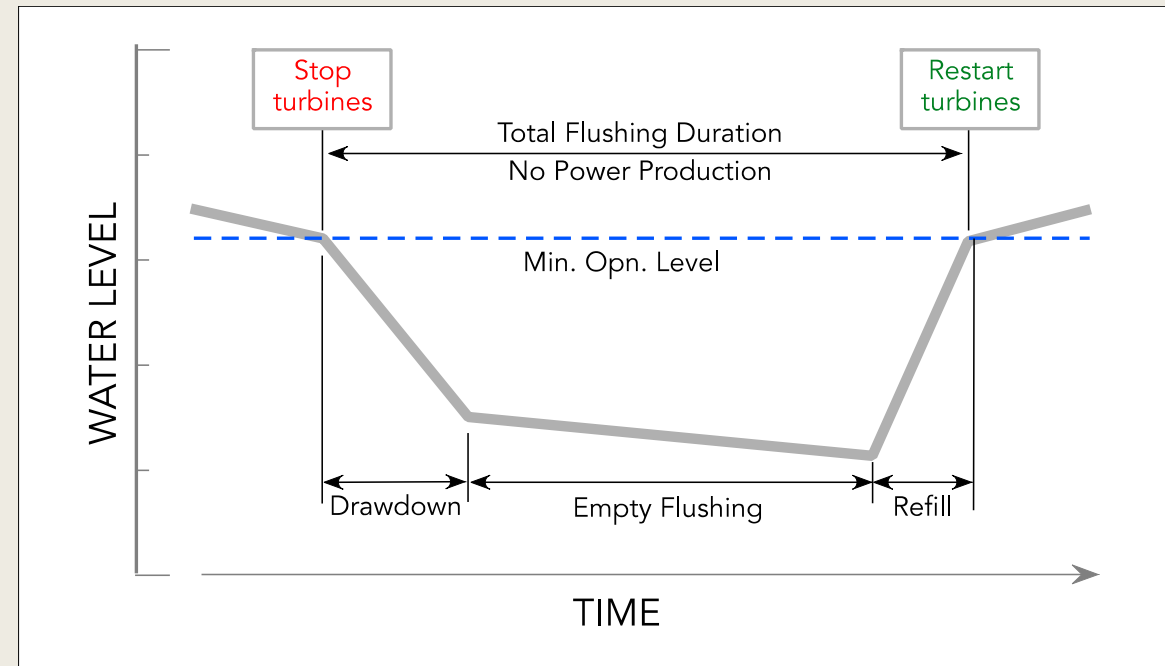 Stop
turbines
Restart
turbines
Total Flushing Duration
No Power Production
Min. Opn. Level
WATER LEVEL
Drawdown
Empty Flushing
Refill
TIME